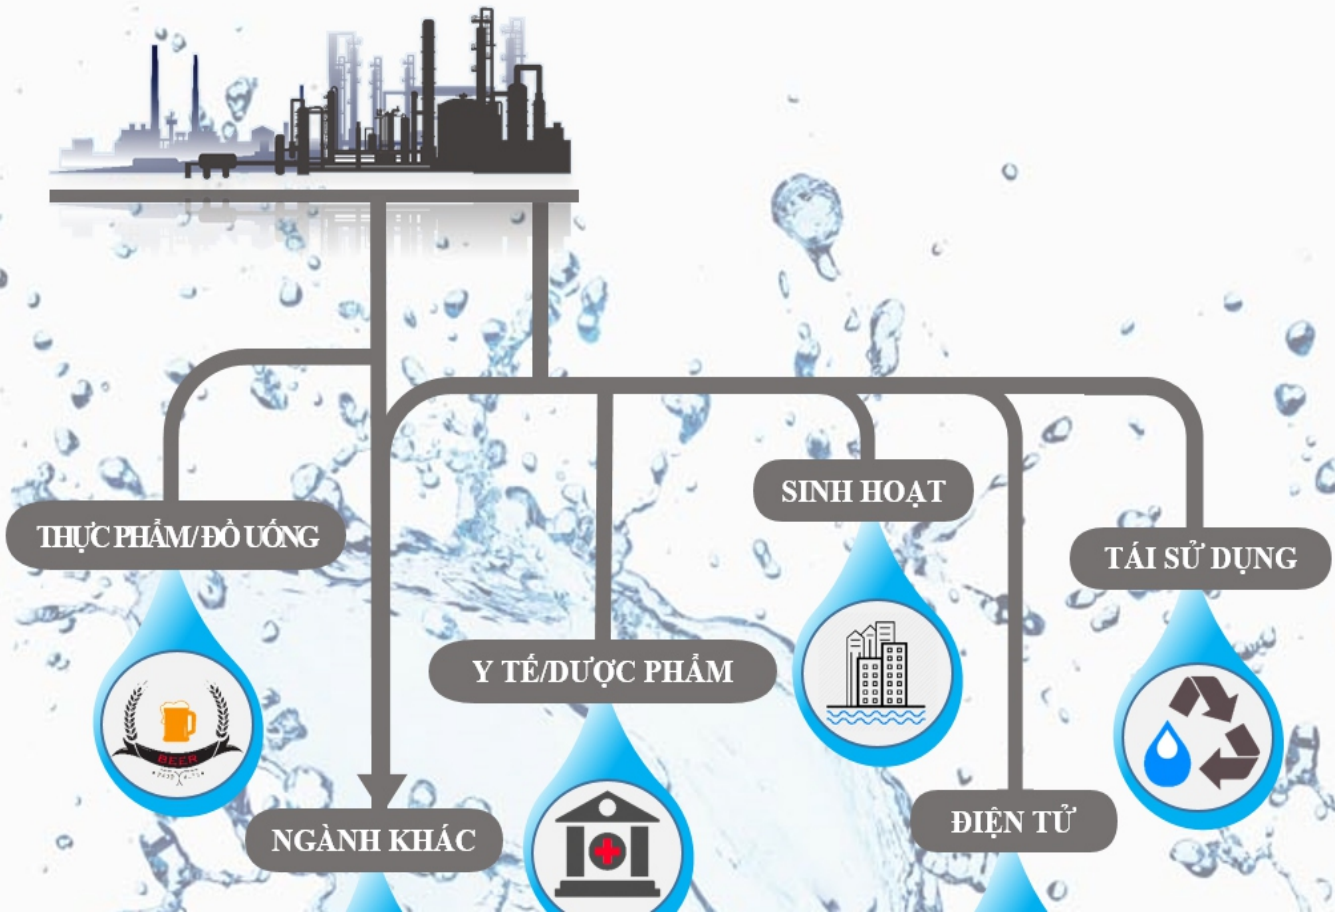 SINH HOẠT
THỰC PHẨM/ĐỒ UỐNG
TÁI SỬ DỤNG
Y TẾ/DƯỢC PHẨM
BEER
ĐIỆN TỬ
NGÀNH KHÁC